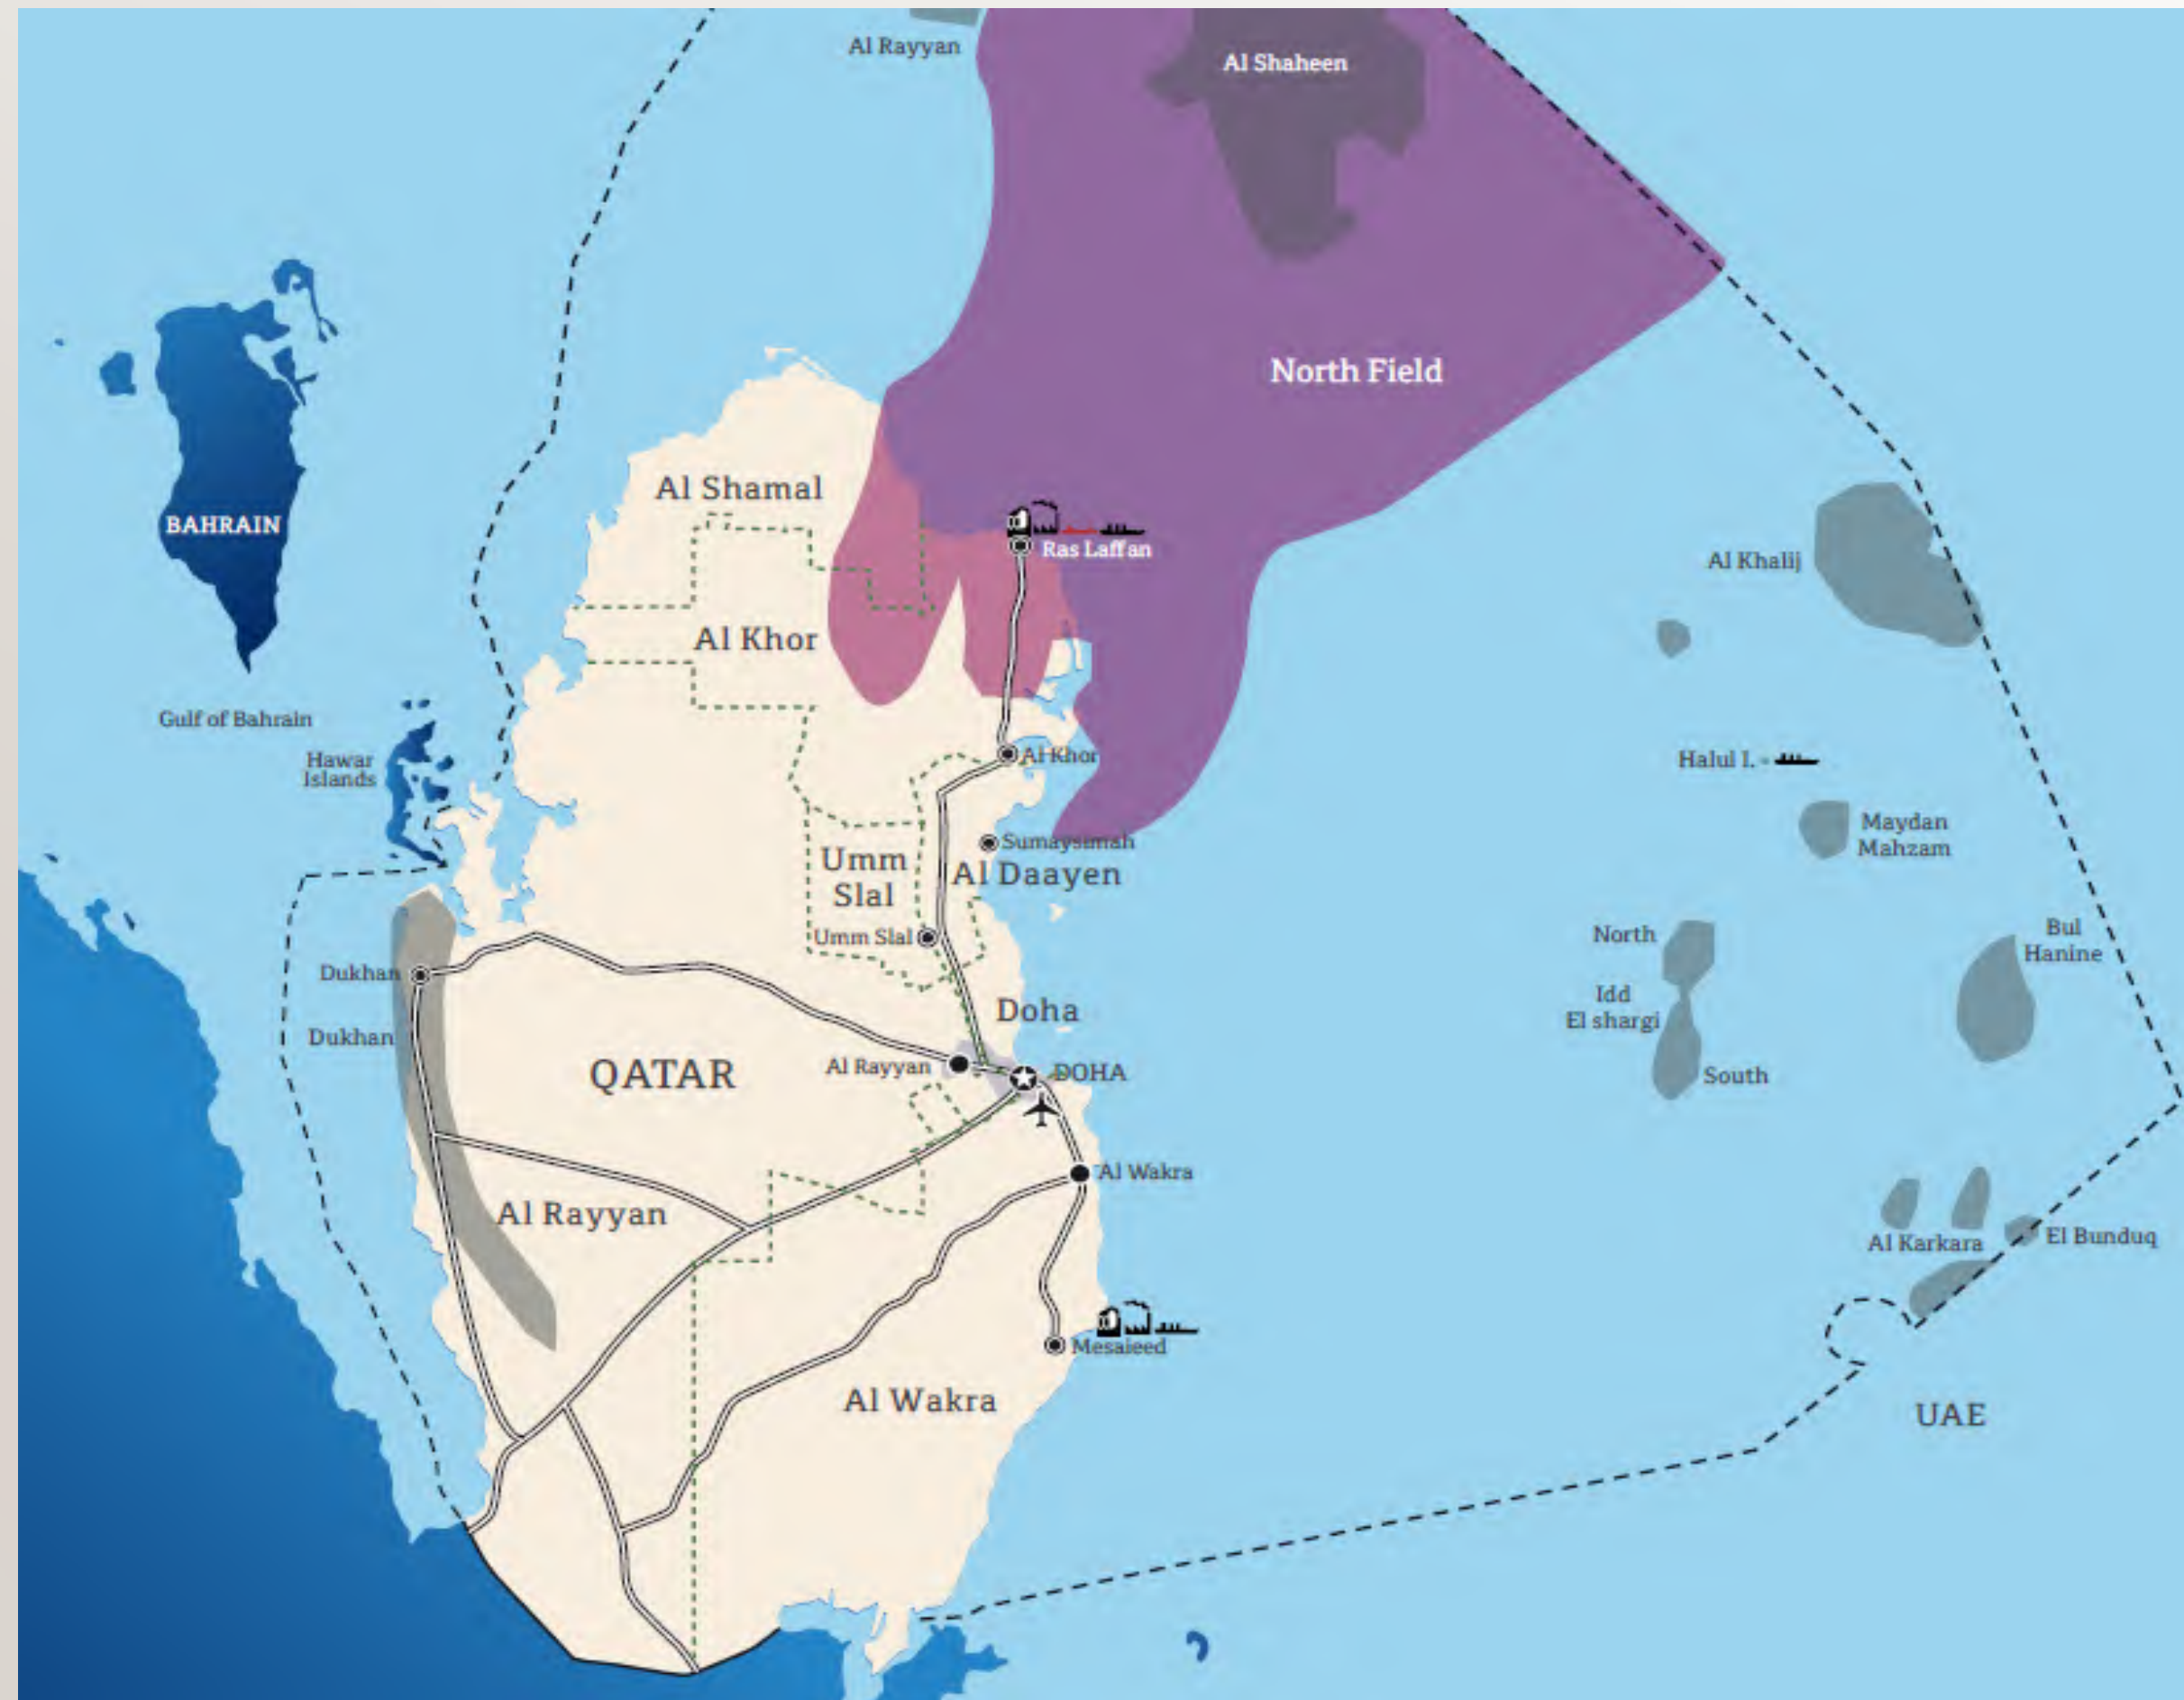 Al Rayyan
Al Shaheen
North Field
Al Shamal
BAHRAIN
Ras Laffan
Al Khalij
Al Khor
Gulf of Bahrain
Hawar
Islands
Al Khor
Halul I.
Maydan
Mahzam
Sumaysimah
Umm
Slal
Al Daayen
Umm Slal
North
Bul
Hanine
Dukhan
Idd
El shargi
Doha
Dukhan
QATAR
Al Rayyan
DOHA
South
Al Wakra
Al Rayyan
Al Karkara
El Bunduq
Mesaieed
Al Wakra
UAE